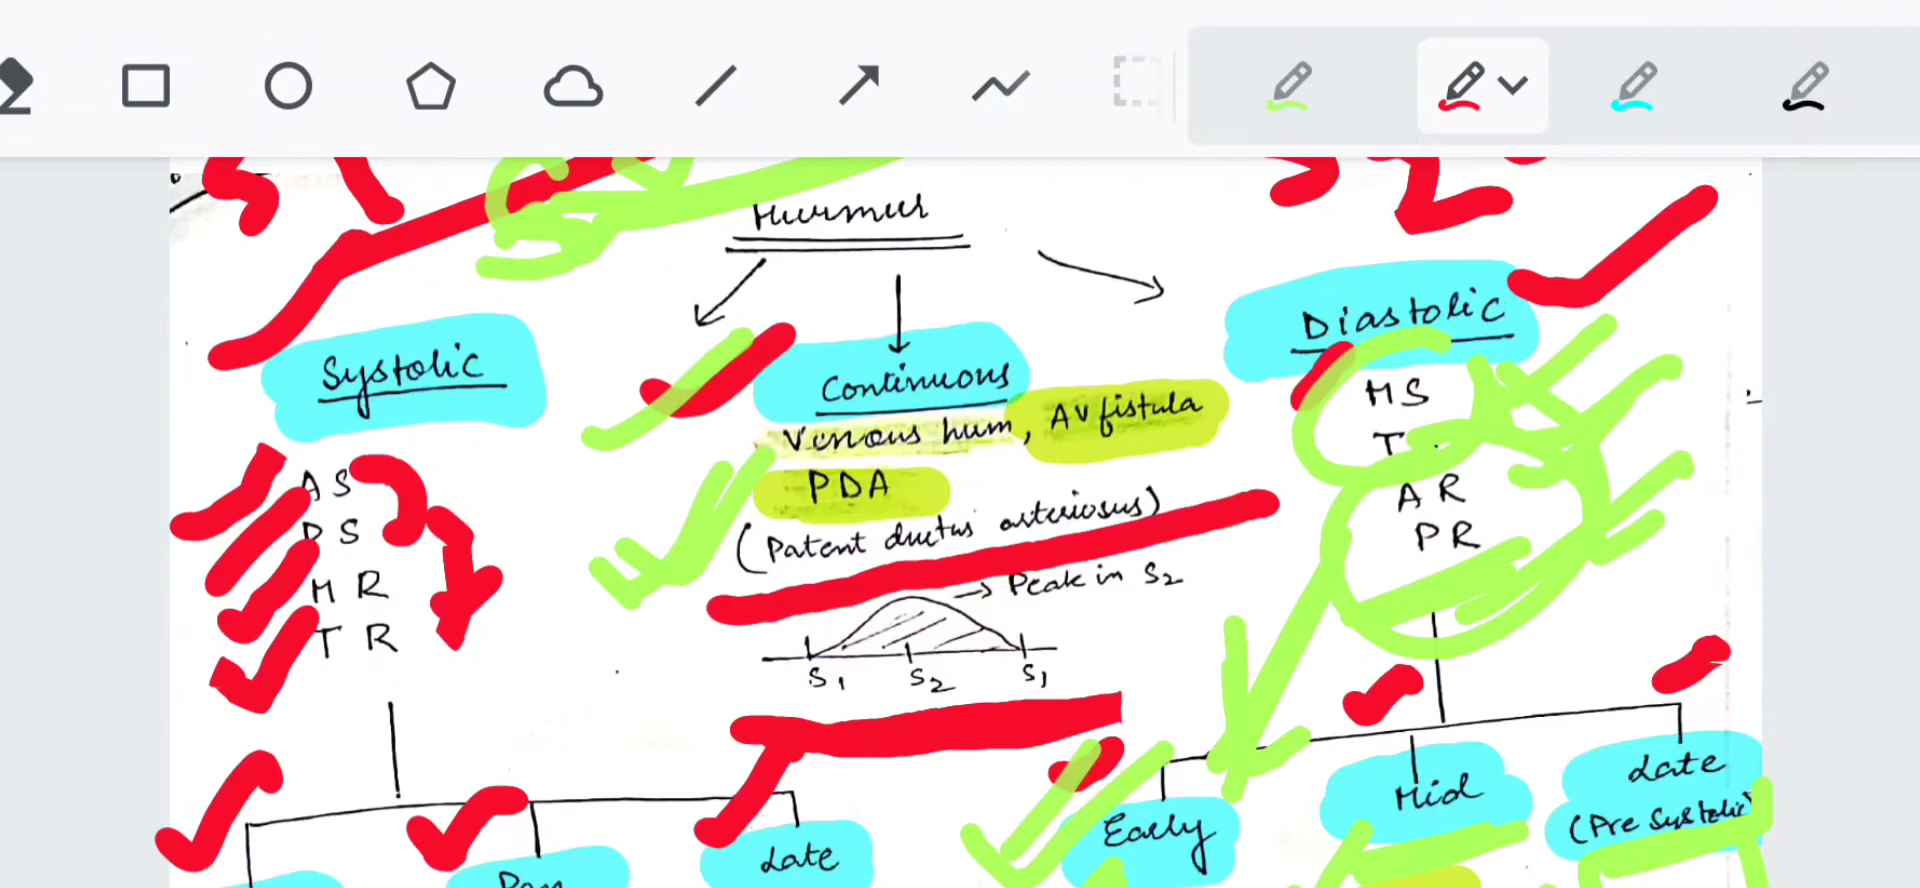 Murmur
Systolic
Continuous
Diastolic
Venous hum, AV fistula
PDA
(Patent ductus arteriosus)
→ Peak in S2
S1 S2 S1
AS
PS
MR
TR
MS
T
AR
PR
Late
Early
Mid
Late
(Pre systolic)